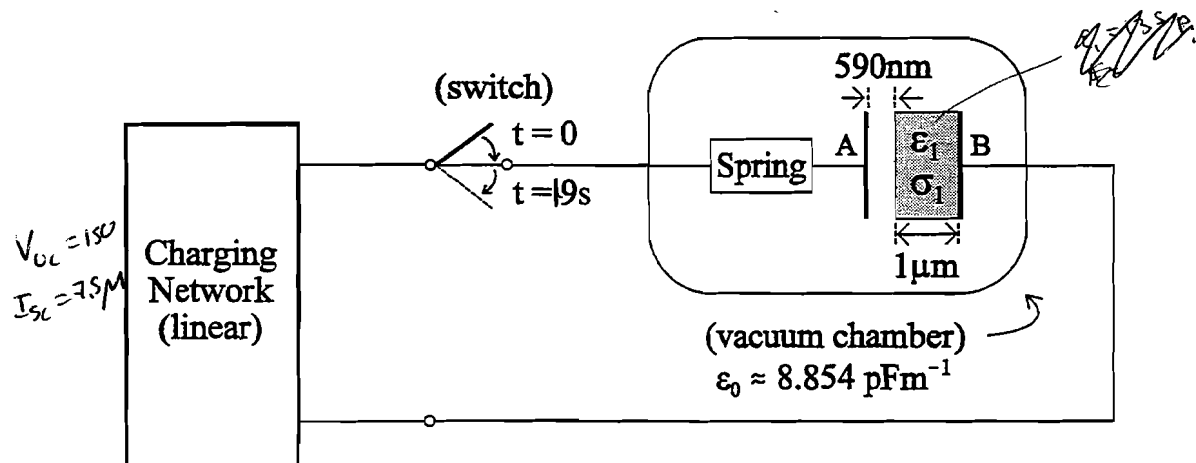 590nm
(switch)
t = 0
t = 19s
Spring
A
ε₁
σ₁
B
1μm
V_OC = 150
I_SC = 7.5μ
Charging
Network
(linear)
(vacuum chamber)
ε₀ ≈ 8.854 pFm⁻¹